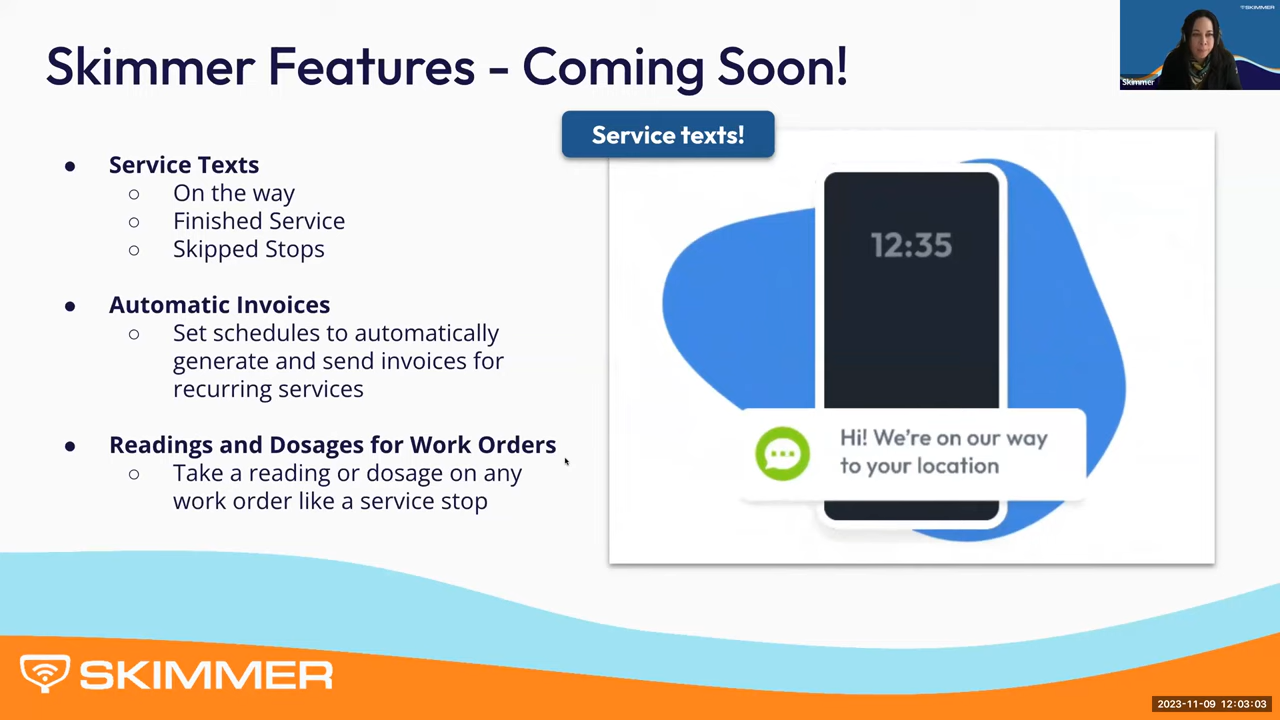 Skimmer Features - Coming Soon!
SKIMMER
Skimmer
Service texts!
● Service Texts
○ On the way
○ Finished Service
○ Skipped Stops
● Automatic Invoices
○ Set schedules to automatically
generate and send invoices for
recurring services
● Readings and Dosages for Work Orders
○ Take a reading or dosage on any
work order like a service stop
12:35
Hi! We're on our way
to your location
SKIMMER
2023-11-09 12:03:03